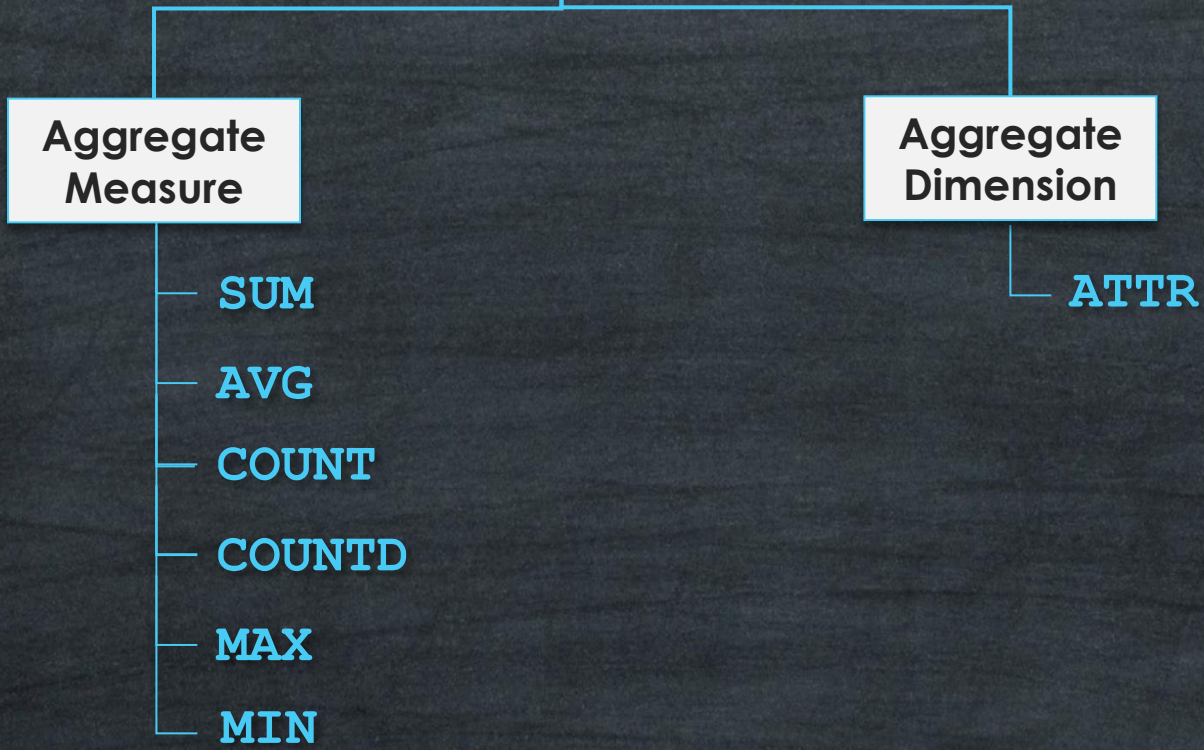 Aggregate
Measure
SUM
AVG
COUNT
COUNTD
MAX
MIN
Aggregate
Dimension
ATTR